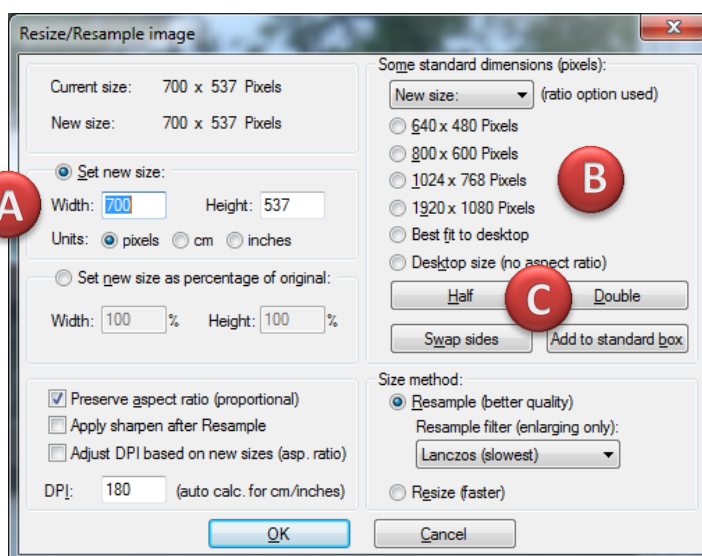 Resize/Resample image
x
Current size: 700 x 537 Pixels
New size: 700 x 537 Pixels
Set new size:
A
Width: 700 Height: 537
Units: pixels cm inches
Set new size as percentage of original:
Width: 100 % Height: 100 %
Preserve aspect ratio (proportional)
Apply sharpen after Resample
Adjust DPI based on new sizes (asp. ratio)
DPI: 180 (auto calc. for cm/inches)
Some standard dimensions (pixels):
New size: (ratio option used)
640 x 480 Pixels
800 x 600 Pixels
B
1024 x 768 Pixels
1920 x 1080 Pixels
Best fit to desktop
Desktop size (no aspect ratio)
C
Half Double
Swap sides Add to standard box
Size method:
Resample (better quality)
Resample filter (enlarging only):
Lanczos (slowest)
Resize (faster)
OK Cancel